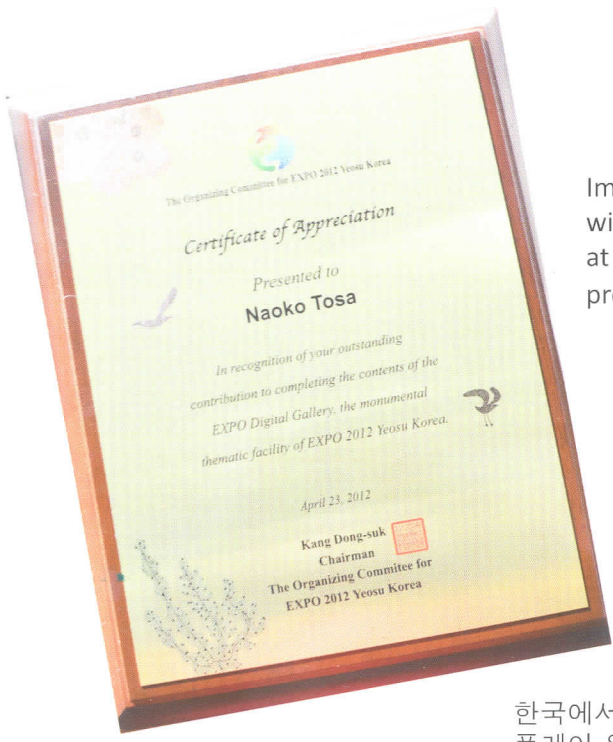 The Organizing Committee for EXPO 2012 Yeosu Korea
Certificate of Appreciation
Presented to
Naoko Tosa
In recognition of your outstanding
contribution to completing the contents of the
EXPO Digital Gallery, the monumental
thematic facility of EXPO 2012 Yeosu Korea.
April 23, 2012
Kang Dong-suk
Chairman
The Organizing Commitee for
EXPO 2012 Yeosu Korea
Im
wi
at
pr
한국에서